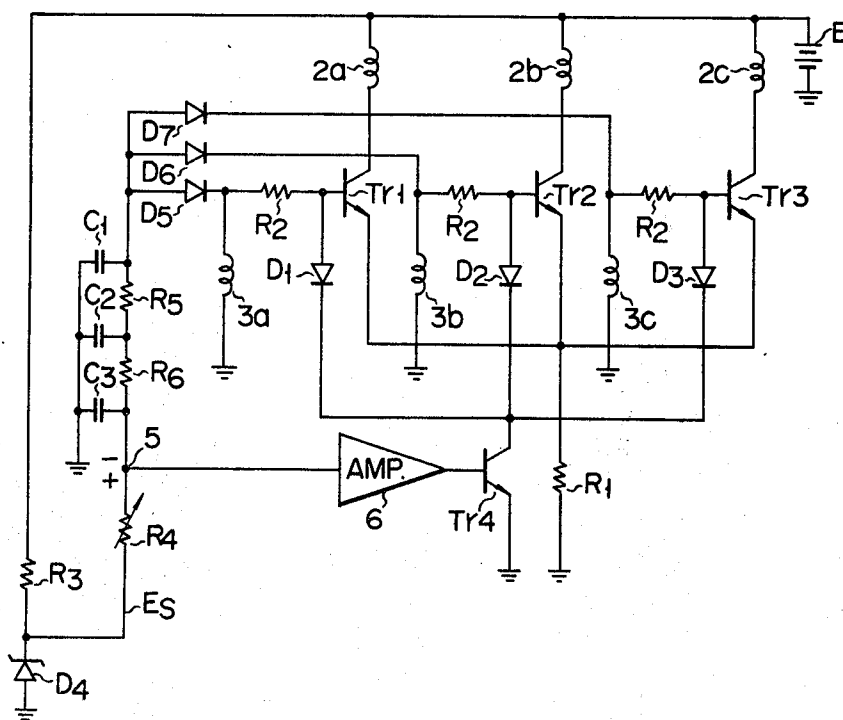 E
2a
2b
2c
D7
D6
D5
Tr1
Tr2
Tr3
R2
R2
R2
C1
D1
D2
D3
R5
C2
3a
3b
3c
R6
C3
5
−
+
AMP.
6
Tr4
R1
R4
R3
ES
D4